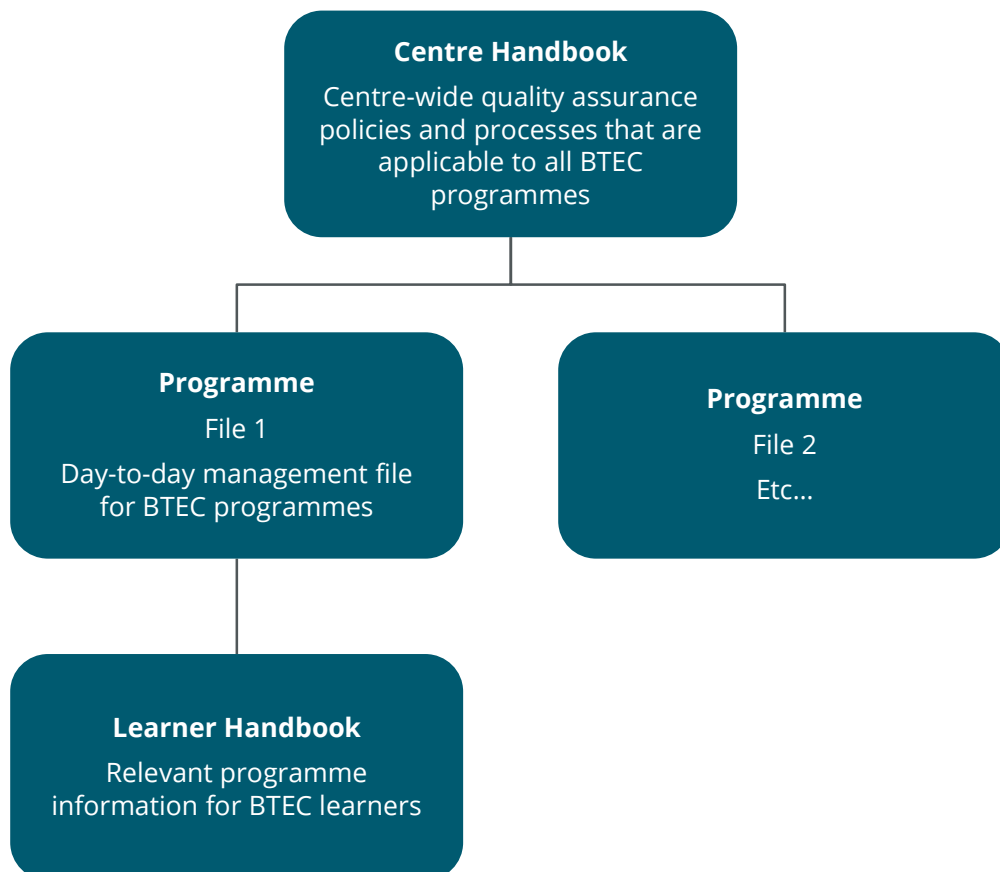 Centre Handbook
Centre-wide quality assurance
policies and processes that are
applicable to all BTEC
programmes
Programme
File 1
Day-to-day management file
for BTEC programmes
Programme
File 2
Etc...
Learner Handbook
Relevant programme
information for BTEC learners